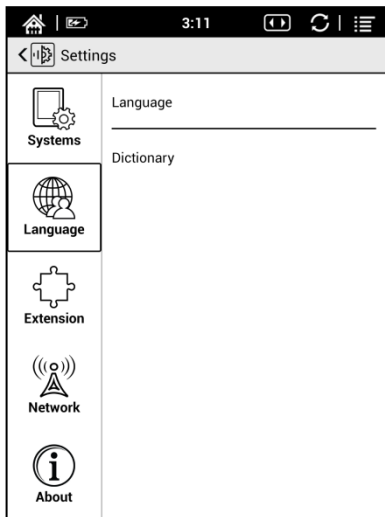 3:11
Settings
Systems
Language
Extension
Network
About
Language
Dictionary